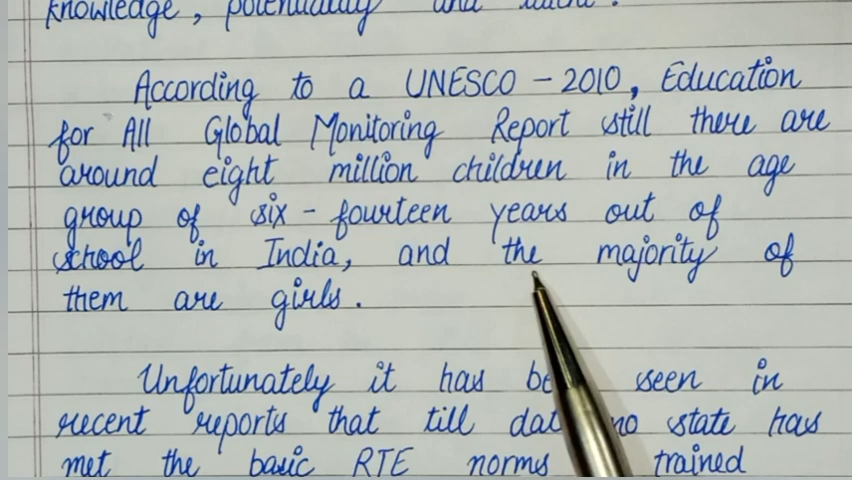 knowledge, potentiality and talent.
According to a UNESCO - 2010, Education
for All Global Monitoring Report still there are
around eight million children in the age
group of six - fourteen years out of
school in India, and the majority of
them are girls.
Unfortunately it has be seen in
recent reports that till dat no state has
met the basic RTE norms trained